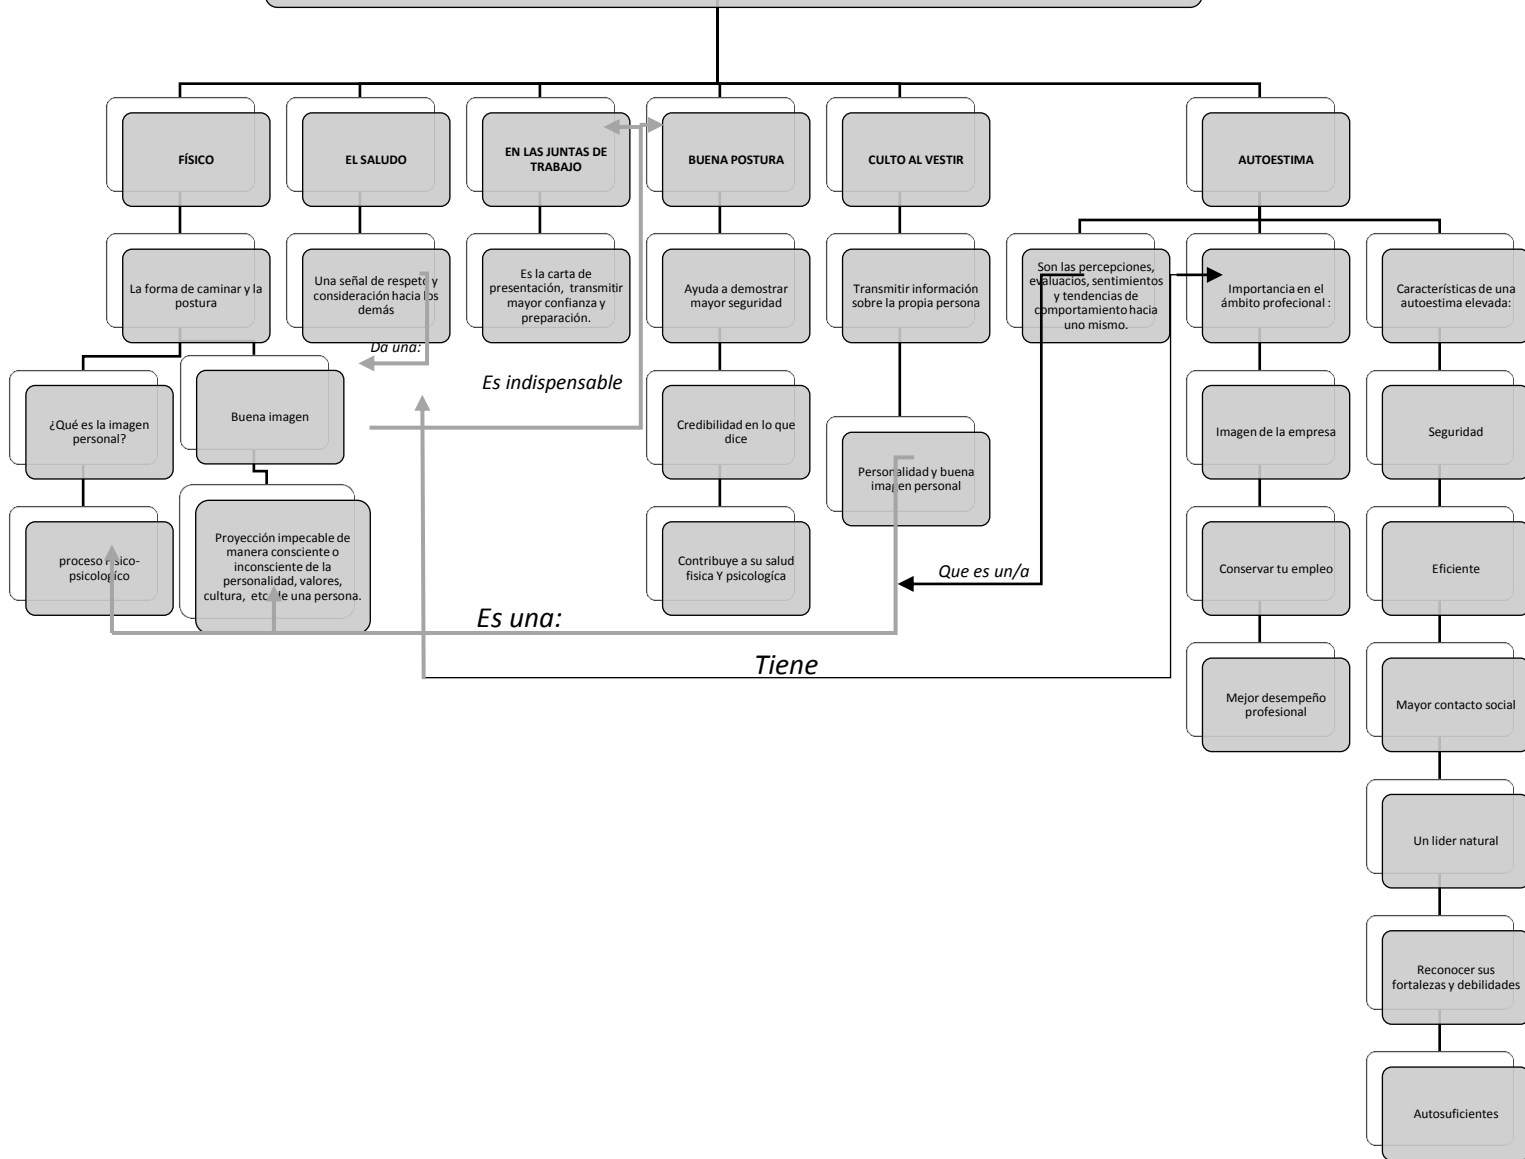 FÍSICO
EL SALUDO
EN LAS JUNTAS DE
TRABAJO
BUENA POSTURA
CULTO AL VESTIR
AUTOESTIMA
La forma de caminar y la
postura
Una señal de respeto y
consideración hacia los
demás
Es la carta de
presentación, transmitir
mayor confianza y
preparación.
Ayuda a demostrar
mayor seguridad
Transmitir información
sobre la propia persona
Son las percepciones,
evaluacios, sentimientos
y tendencias de
comportamiento hacia
uno mismo.
Importancia en el
ámbito profecional :
Características de una
autoestima elevada:
Da una:
Es indispensable
¿Qué es la imagen
personal?
Buena imagen
Credibilidad en lo que
dice
Personalidad y buena
imagen personal
Imagen de la empresa
Seguridad
proceso físico-
psicologíco
Proyección impecable de
manera consciente o
inconsciente de la
personalidad, valores,
cultura, etc. de una persona.
Contribuye a su salud
fisica Y psicologíca
Que es un/a
Conservar tu empleo
Eficiente
Es una:
Tiene
Mejor desempeño
profesional
Mayor contacto social
Un lider natural
Reconocer sus
fortalezas y debilidades
Autosuficientes